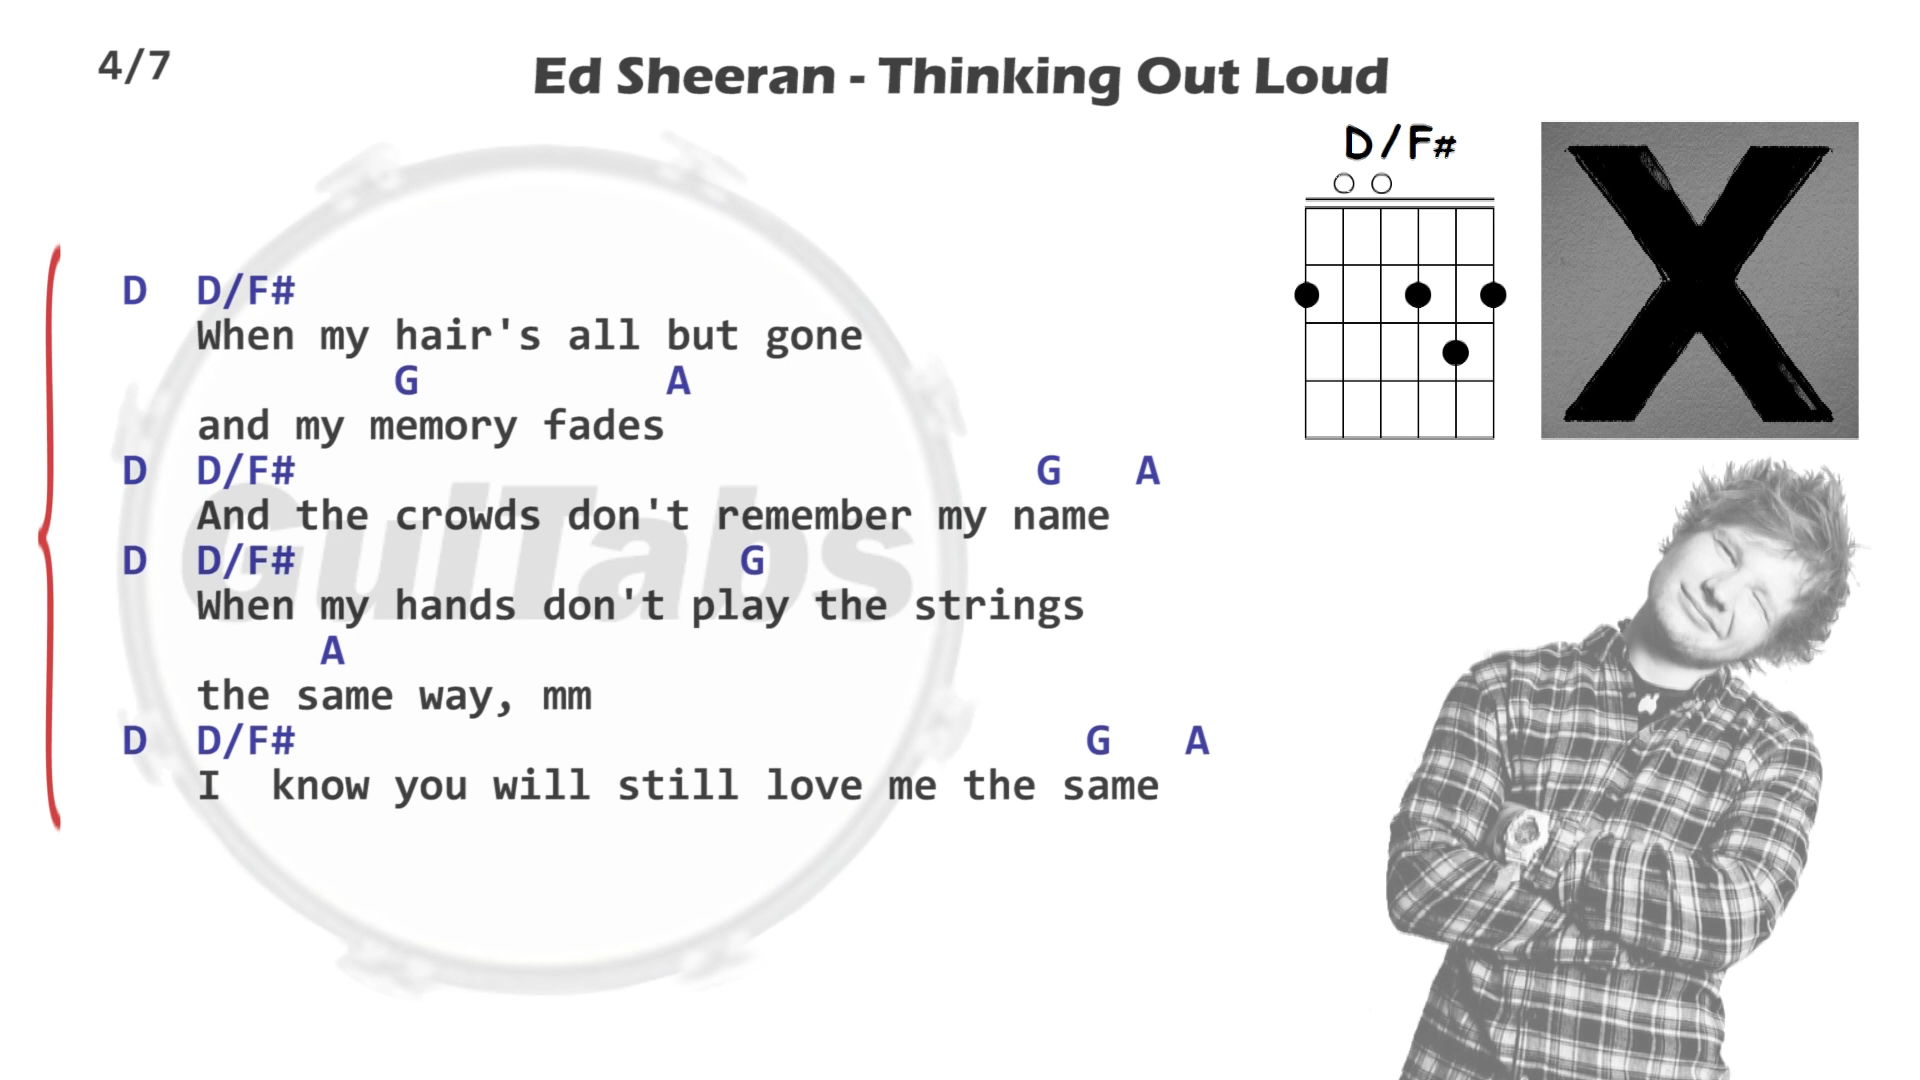 4/7
Ed Sheeran - Thinking Out Loud
D/F#
X
D D/F#
When my hair's all but gone
G A
and my memory fades
D D/F# G A
And the crowds don't remember my name
D D/F# G
When my hands don't play the strings
A
the same way, mm
D D/F# G A
I know you will still love me the same
GuiTabs